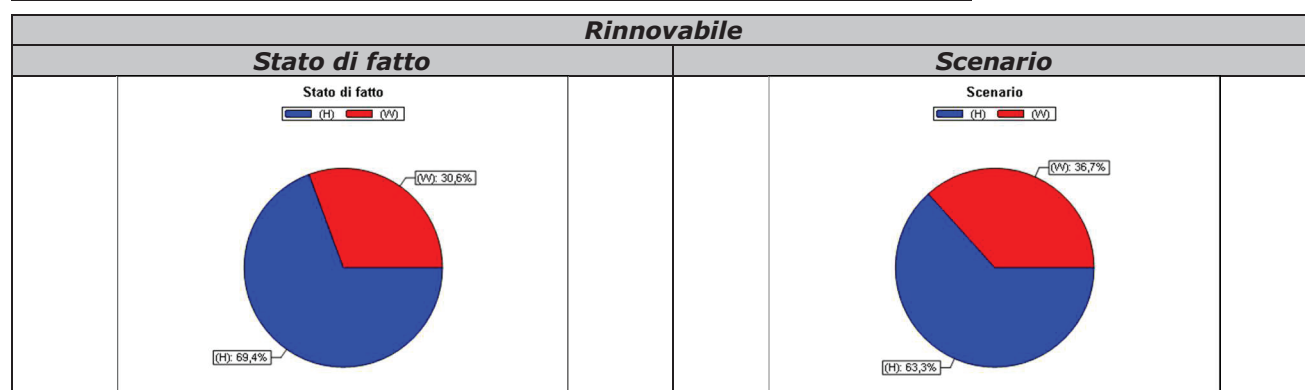 Rinnovabile
Stato di fatto Scenario
Stato di fatto
(H) (W)
(W): 30,6%
(H): 69,4%
Scenario
(H) (W)
(W): 36,7%
(H): 63,3%